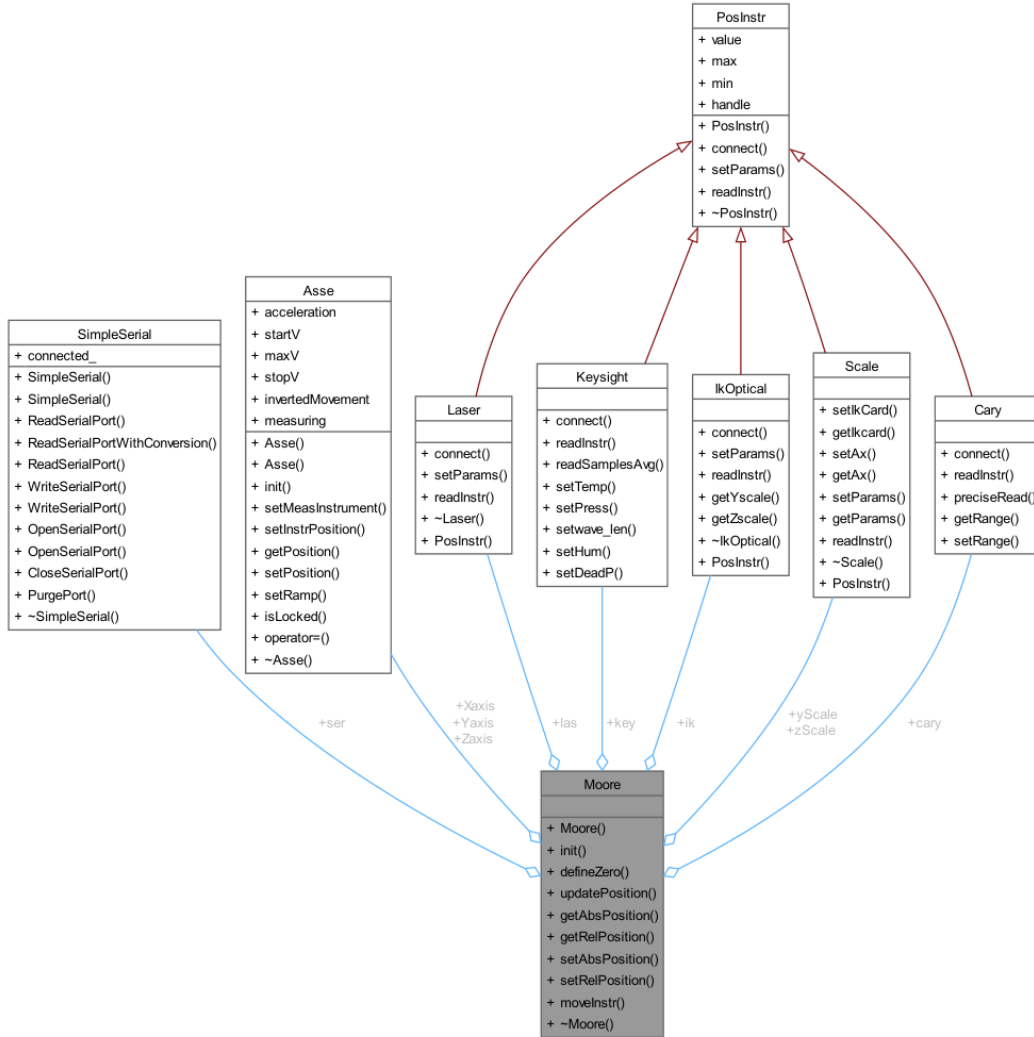 PosInstr
+ value
+ max
+ min
+ handle
+ PosInstr()
+ connect()
+ setParams()
+ readInstr()
+ ~PosInstr()
SimpleSerial
+ connected_
+ SimpleSerial()
+ SimpleSerial()
+ ReadSerialPort()
+ ReadSerialPortWithConversion()
+ ReadSerialPort()
+ WriteSerialPort()
+ WriteSerialPort()
+ OpenSerialPort()
+ OpenSerialPort()
+ CloseSerialPort()
+ PurgePort()
+ ~SimpleSerial()
Asse
+ acceleration
+ startV
+ maxV
+ stopV
+ invertedMovement
+ measuring
+ Asse()
+ Asse()
+ init()
+ setMeasInstrument()
+ setInstrPosition()
+ getPosition()
+ setPosition()
+ setRamp()
+ isLocked()
+ operator=()
+ ~Asse()
Laser
+ connect()
+ setParams()
+ readInstr()
+ ~Laser()
+ PosInstr()
Keysight
+ connect()
+ readInstr()
+ readSamplesAvg()
+ setTemp()
+ setPress()
+ setwave_len()
+ setHum()
+ setDeadP()
IkOptical
+ connect()
+ setParams()
+ readInstr()
+ getYscale()
+ getZscale()
+ ~IkOptical()
+ PosInstr()
Scale
+ setIkCard()
+ getIkcard()
+ setAx()
+ getAx()
+ setParams()
+ getParams()
+ readInstr()
+ ~Scale()
+ PosInstr()
Cary
+ connect()
+ readInstr()
+ preciseRead()
+ getRange()
+ setRange()
+ser
+Xaxis
+Yaxis
+Zaxis
+las
+key
+ik
+yScale
+zScale
+cary
Moore
+ Moore()
+ init()
+ defineZero()
+ updatePosition()
+ getAbsPosition()
+ getRelPosition()
+ setAbsPosition()
+ setRelPosition()
+ moveInstr()
+ ~Moore()